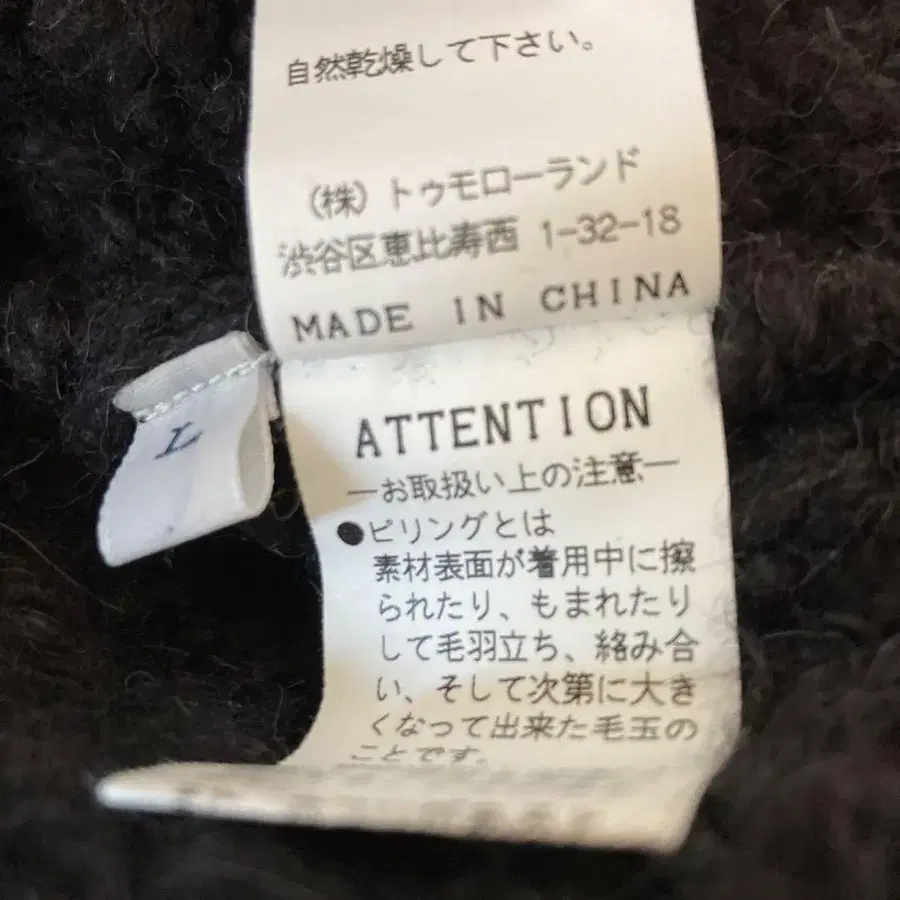 自然乾燥して下さい。
（株）トゥモローランド
渋谷区恵比寿西 1-32-18
MADE IN CHINA
L
ATTENTION
―お取扱い上の注意―
●ピリングとは
素材表面が着用中に擦
られたり、もまれたり
して毛羽立ち、絡み合
い、そして次第に大き
くなって出来た毛玉の
ことです。